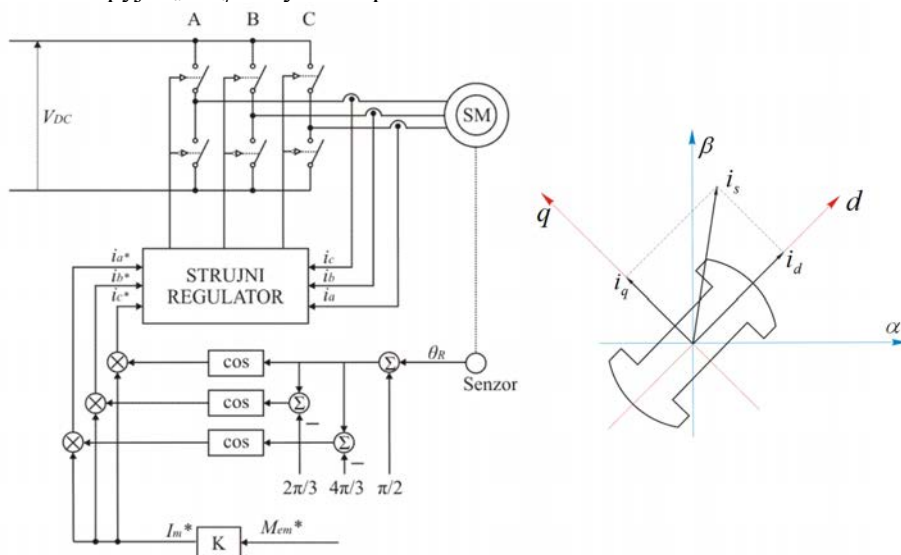 A B C
V_DC
SM
i_a*
i_b*
i_c*
STRUJNI
REGULATOR
i_c
i_b
i_a
cos
cos
cos
Σ
Σ
Σ
θ_R
Senzor
2π/3 4π/3 π/2
I_m*
K
M_em*
β
α
q
d
i_s
i_d
i_q